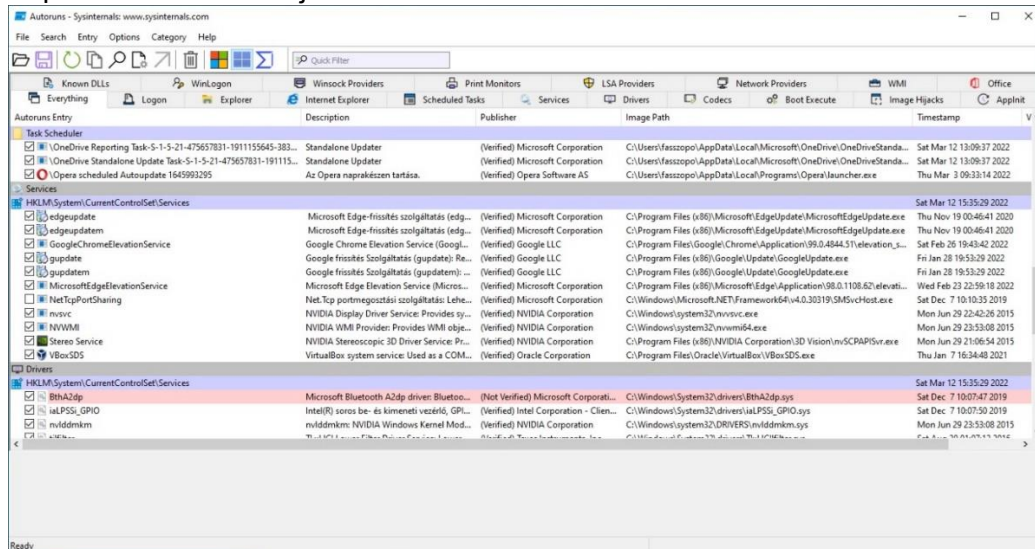 Autoruns - Sysinternals: www.sysinternals.com
File Search Entry Options Category Help
Quick Filter
Known DLLs WinLogon Winsock Providers Print Monitors LSA Providers Network Providers WMI Office
Everything Logon Explorer Internet Explorer Scheduled Tasks Services Drivers Codecs Boot Execute Image Hijacks AppInit
Autoruns Entry Description Publisher Image Path Timestamp V
Task Scheduler
\OneDrive Reporting Task-S-1-5-21-475657831-1911155645-383... Standalone Updater (Verified) Microsoft Corporation C:\Users\fasszopo\AppData\Local\Microsoft\OneDrive\OneDriveStanda... Sat Mar 12 13:09:37 2022
\OneDrive Standalone Update Task-S-1-5-21-475657831-191115... Standalone Updater (Verified) Microsoft Corporation C:\Users\fasszopo\AppData\Local\Microsoft\OneDrive\OneDriveStanda... Sat Mar 12 13:09:37 2022
\Opera scheduled Autoupdate 1645993295 Az Opera naprakészen tartása. (Verified) Opera Software AS C:\Users\fasszopo\AppData\Local\Programs\Opera\launcher.exe Thu Mar 3 09:33:14 2022
Services
HKLM\System\CurrentControlSet\Services Sat Mar 12 15:35:29 2022
edgeupdate Microsoft Edge-frissítés szolgáltatás (edg... (Verified) Microsoft Corporation C:\Program Files (x86)\Microsoft\EdgeUpdate\MicrosoftEdgeUpdate.exe Thu Nov 19 00:46:41 2020
edgeupdatem Microsoft Edge-frissítés szolgáltatás (edg... (Verified) Microsoft Corporation C:\Program Files (x86)\Microsoft\EdgeUpdate\MicrosoftEdgeUpdate.exe Thu Nov 19 00:46:41 2020
GoogleChromeElevationService Google Chrome Elevation Service (Googl... (Verified) Google LLC C:\Program Files\Google\Chrome\Application\99.0.4844.51\elevation_s... Sat Feb 26 19:43:42 2022
gupdate Google frissítés Szolgáltatás (gupdate): Re... (Verified) Google LLC C:\Program Files (x86)\Google\Update\GoogleUpdate.exe Fri Jan 28 19:53:29 2022
gupdatem Google frissítés Szolgáltatás (gupdatem): ... (Verified) Google LLC C:\Program Files (x86)\Google\Update\GoogleUpdate.exe Fri Jan 28 19:53:29 2022
MicrosoftEdgeElevationService Microsoft Edge Elevation Service (Micros... (Verified) Microsoft Corporation C:\Program Files (x86)\Microsoft\Edge\Application\98.0.1108.62\elevati... Wed Feb 23 22:59:18 2022
NetTcpPortSharing Net.Tcp portmegosztási szolgáltatás: Lehe... (Verified) Microsoft Corporation C:\Windows\Microsoft.NET\Framework64\v4.0.30319\SMSvcHost.exe Sat Dec 7 10:10:35 2019
nvsvc NVIDIA Display Driver Service: Provides sy... (Verified) NVIDIA Corporation C:\Windows\system32\nvvsvc.exe Mon Jun 29 22:42:26 2015
NVWMI NVIDIA WMI Provider: Provides WMI obje... (Verified) NVIDIA Corporation C:\Windows\system32\nvwmi64.exe Mon Jun 29 23:53:08 2015
Stereo Service NVIDIA Stereoscopic 3D Driver Service: Pr... (Verified) NVIDIA Corporation C:\Program Files (x86)\NVIDIA Corporation\3D Vision\nvSCPAPISvr.exe Mon Jun 29 21:06:54 2015
VBoxSDS VirtualBox system service: Used as a COM... (Verified) Oracle Corporation C:\Program Files\Oracle\VirtualBox\VBoxSDS.exe Thu Jan 7 16:34:48 2021
Drivers
HKLM\System\CurrentControlSet\Services Sat Mar 12 15:35:29 2022
BthA2dp Microsoft Bluetooth A2dp driver: Bluetoo... (Not Verified) Microsoft Corporati... C:\Windows\System32\drivers\BthA2dp.sys Sat Dec 7 10:07:47 2019
iaLPSSi_GPIO Intel(R) soros be- és kimeneti vezérlő, GPI... (Verified) Intel Corporation - Clien... C:\Windows\System32\drivers\iaLPSSi_GPIO.sys Sat Dec 7 10:07:50 2019
nvlddmkm nvlddmkm: NVIDIA Windows Kernel Mod... (Verified) NVIDIA Corporation C:\Windows\system32\DRIVERS\nvlddmkm.sys Mon Jun 29 23:53:08 2015
Ready